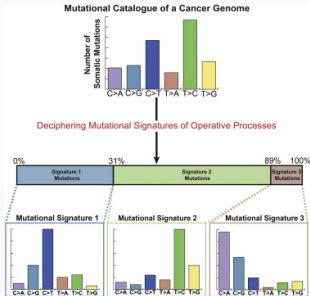 Mutational Catalogue of a Cancer Genome
Number of
Somatic Mutations
C>A C>G C>T T>A T>C T>G
Deciphering Mutational Signatures of Operative Processes
0% 31% 89% 100%
Signature 1 Signature 2 Signature 3
Mutations Mutations Mutations
Mutational Signature 1 Mutational Signature 2 Mutational Signature 3
C>A C>G C>T T>A T>C T>G C>A C>G C>T T>A T>C T>G C>A C>G C>T T>A T>C T>G